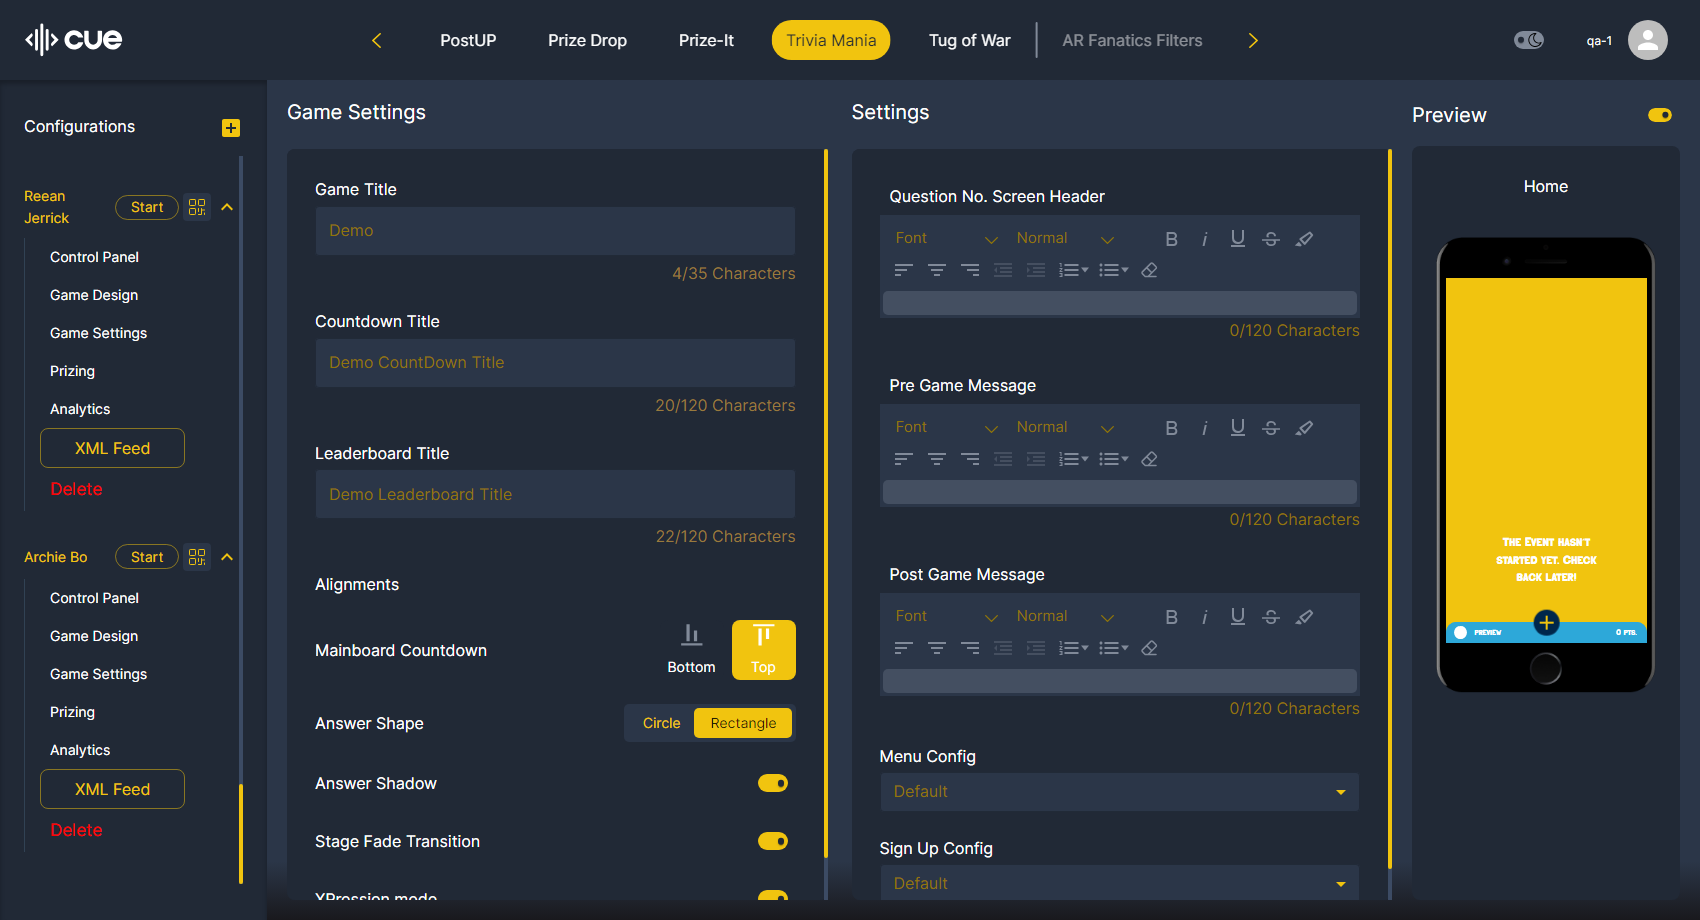 cue
PostUP
Prize Drop
Prize-It
Trivia Mania
Tug of War
AR Fanatics Filters
qa-1
Configurations
Reean
Jerrick
Start
Control Panel
Game Design
Game Settings
Prizing
Analytics
XML Feed
Delete
Archie Bo
Start
Control Panel
Game Design
Game Settings
Prizing
Analytics
XML Feed
Delete
Game Settings
Game Title
Demo
4/35 Characters
Countdown Title
Demo CountDown Title
20/120 Characters
Leaderboard Title
Demo Leaderboard Title
22/120 Characters
Alignments
Mainboard Countdown
Bottom
Top
Answer Shape
Circle
Rectangle
Answer Shadow
Stage Fade Transition
XPression mode
Settings
Question No. Screen Header
Font
Normal
B i U S
0/120 Characters
Pre Game Message
Font
Normal
B i U S
0/120 Characters
Post Game Message
Font
Normal
B i U S
0/120 Characters
Menu Config
Default
Sign Up Config
Default
Preview
Home
The Event hasn't
started yet. Check
back later!
PREVIEW
0 PTS.